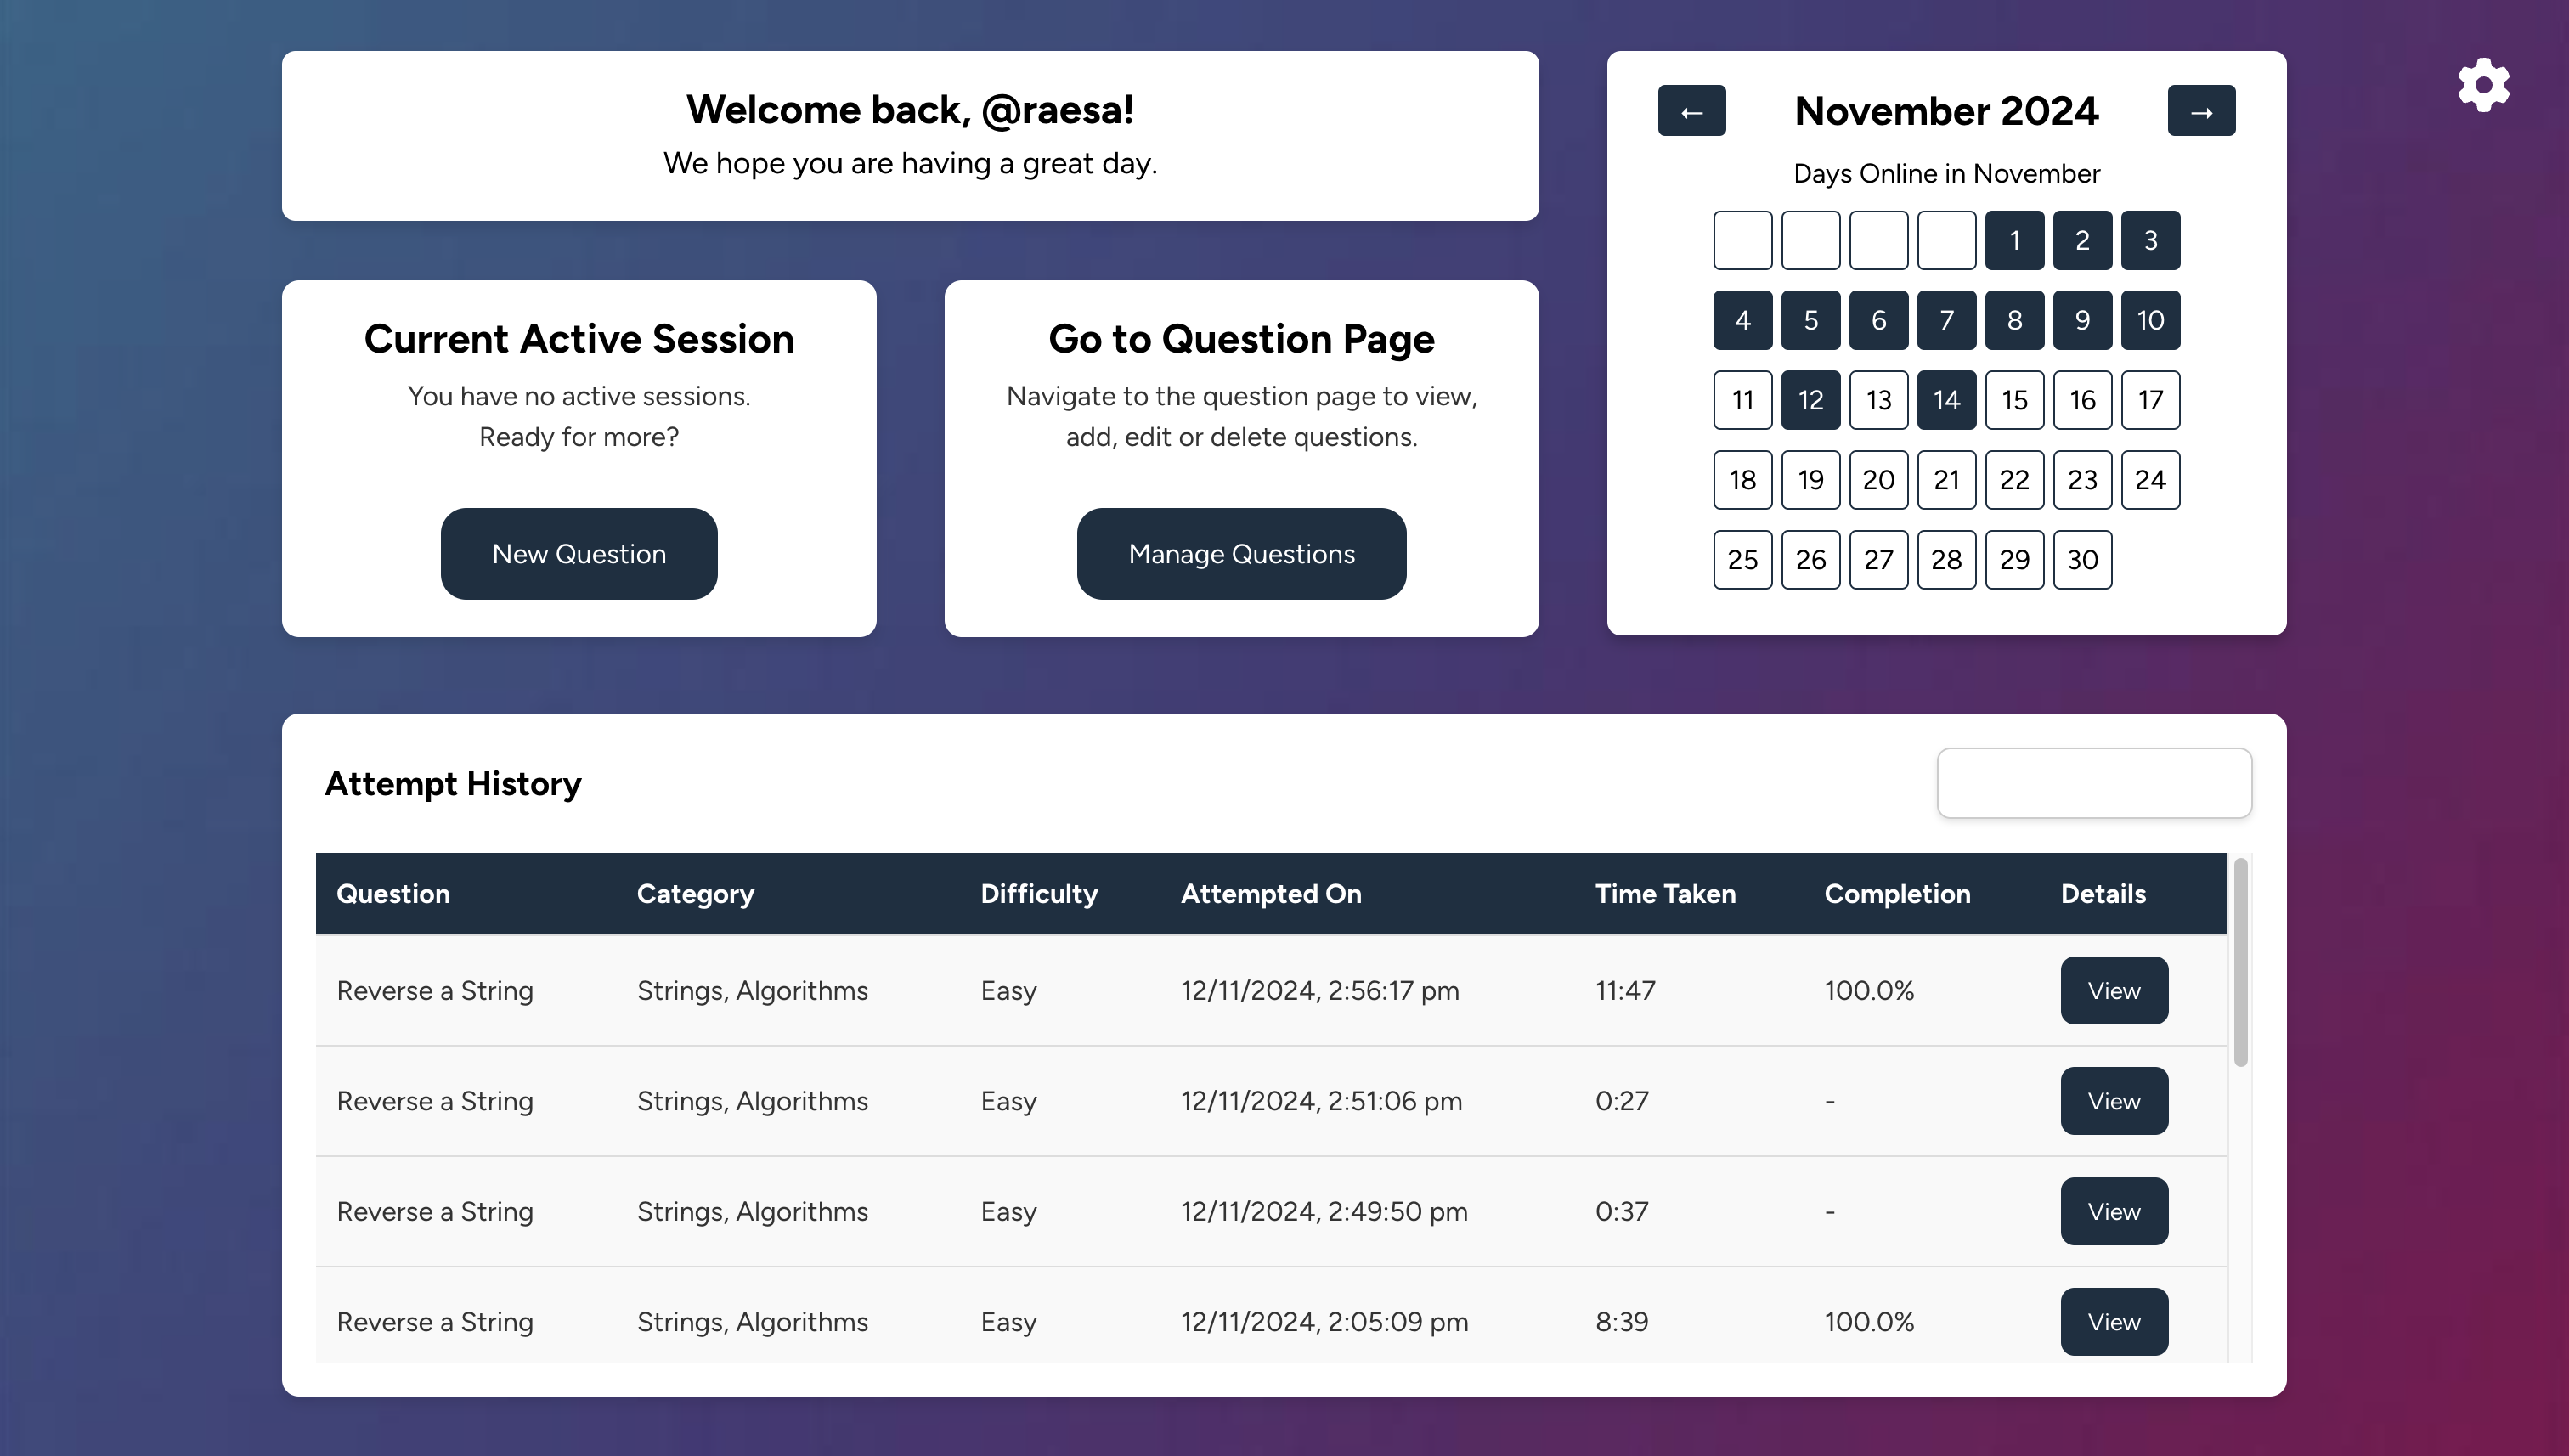 Welcome back, @raesa!
We hope you are having a great day.
Current Active Session
You have no active sessions.
Ready for more?
New Question
Go to Question Page
Navigate to the question page to view,
add, edit or delete questions.
Manage Questions
← November 2024 →
Days Online in November
1 2 3
4 5 6 7 8 9 10
11 12 13 14 15 16 17
18 19 20 21 22 23 24
25 26 27 28 29 30
Attempt History
Question Category Difficulty Attempted On Time Taken Completion Details
Reverse a String Strings, Algorithms Easy 12/11/2024, 2:56:17 pm 11:47 100.0% View
Reverse a String Strings, Algorithms Easy 12/11/2024, 2:51:06 pm 0:27 - View
Reverse a String Strings, Algorithms Easy 12/11/2024, 2:49:50 pm 0:37 - View
Reverse a String Strings, Algorithms Easy 12/11/2024, 2:05:09 pm 8:39 100.0% View